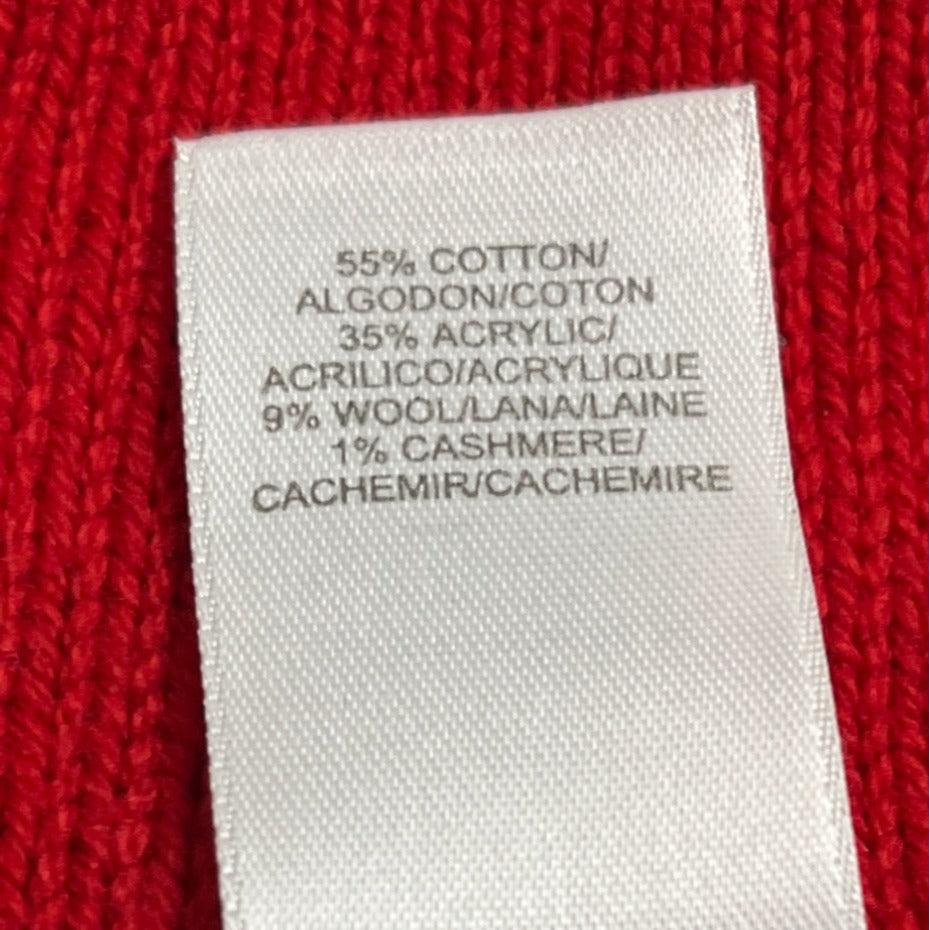 55% COTTON/
ALGODON/COTON
35% ACRYLIC/
ACRILICO/ACRYLIQUE
9% WOOL/LANA/LAINE
1% CASHMERE/
CACHEMIR/CACHEMIRE